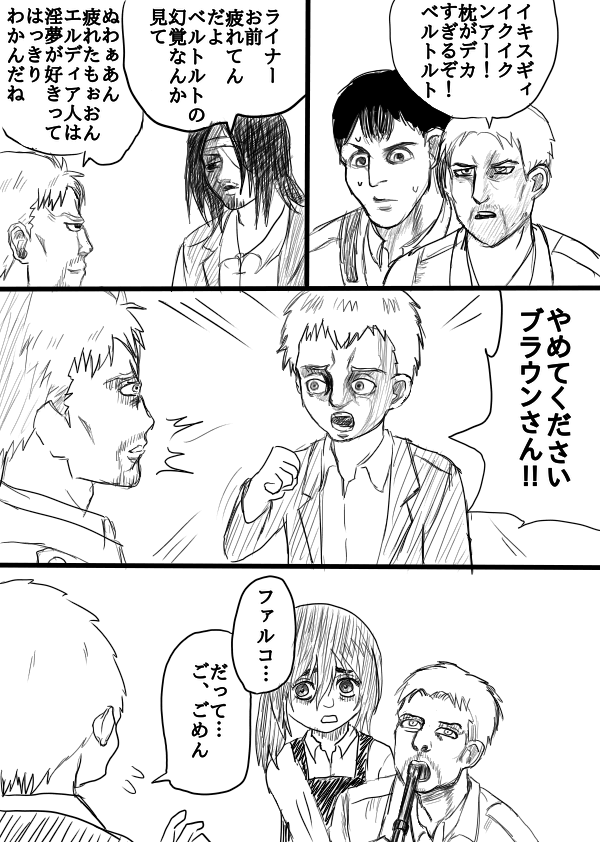 イキスギィ
イクイク
ンアー!
枕がデカ
すぎるぞ!
ベルトルト
ライナー
お前
疲れてん
だよ
ベルトルトの
幻覚なんか
見て
ぬわぁあん
疲れたもぉおん
エルディア人は
淫夢が好きって
はっきり
わかんだね
やめてください
ブラウンさん!!
ファルコ…
だって…
ご、ごめん